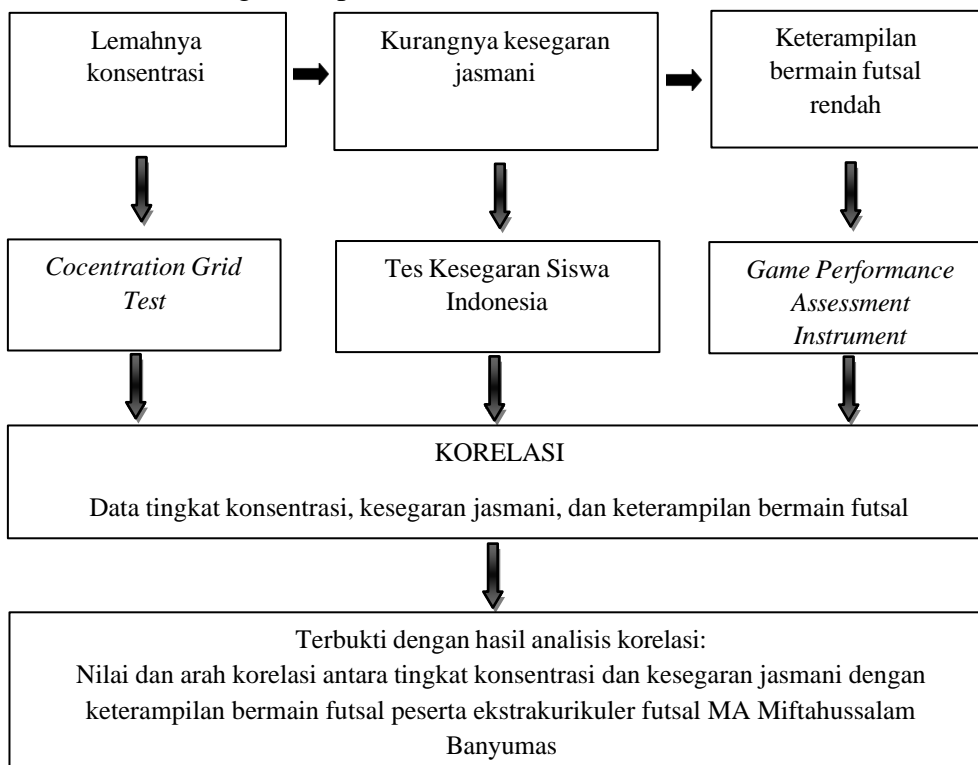 Lemahnya
konsentrasi
Kurangnya kesegaran
jasmani
Keterampilan
bermain futsal
rendah
Cocentration Grid
Test
Tes Kesegaran Siswa
Indonesia
Game Performance
Assessment
Instrument
KORELASI
Data tingkat konsentrasi, kesegaran jasmani, dan keterampilan bermain futsal
Terbukti dengan hasil analisis korelasi:
Nilai dan arah korelasi antara tingkat konsentrasi dan kesegaran jasmani dengan
keterampilan bermain futsal peserta ekstrakurikuler futsal MA Miftahussalam
Banyumas